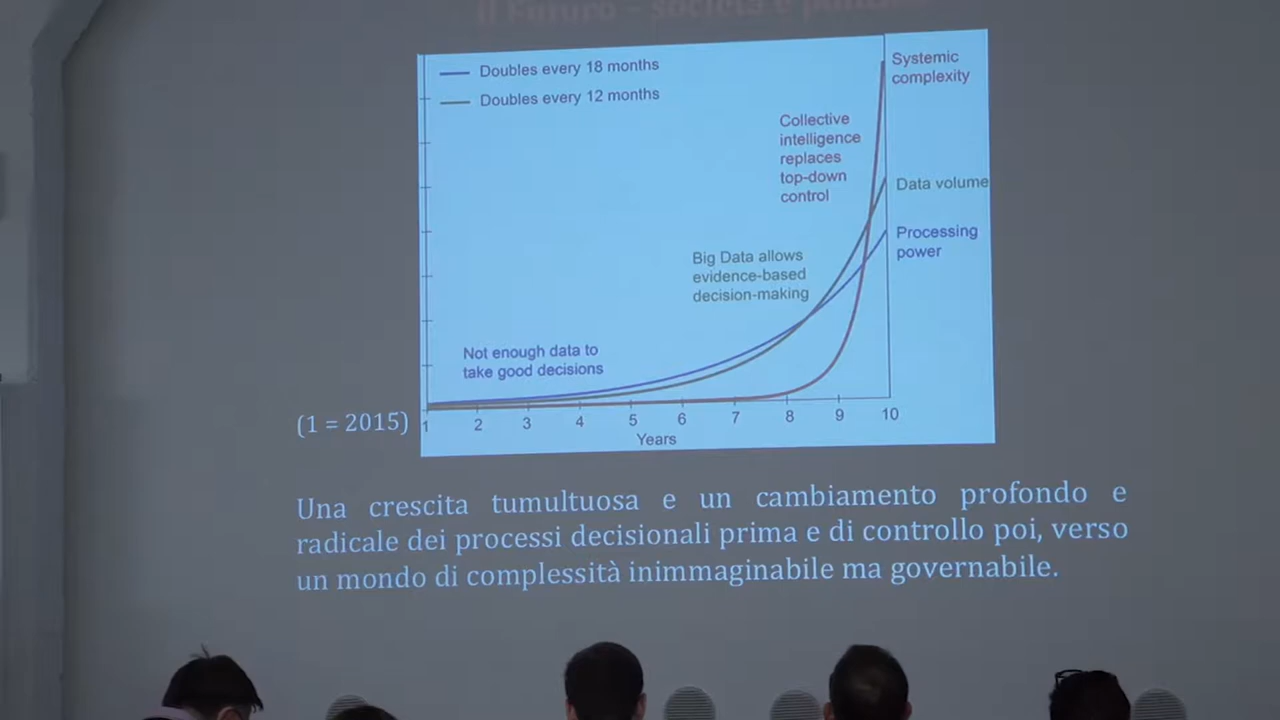 Il Futuro – società e
Doubles every 18 months
Doubles every 12 months
Systemic
complexity
Collective
intelligence
replaces
top-down
control
Data volume
Processing
power
Big Data allows
evidence-based
decision-making
Not enough data to
take good decisions
(1 = 2015)
1 2 3 4 5 6 7 8 9 10
Years
Una crescita tumultuosa e un cambiamento profondo e
radicale dei processi decisionali prima e di controllo poi, verso
un mondo di complessità inimmaginabile ma governabile.